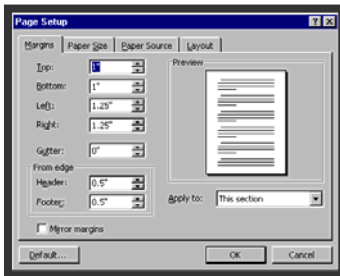 Page Setup
Margins Paper Size Paper Source Layout
Top: 1" Preview
Bottom: 1"
Left: 1.25"
Right: 1.25"
Gutter: 0"
From edge
Header: 0.5"
Footer: 0.5" Apply to: This section
Mirror margins
Default... OK Cancel